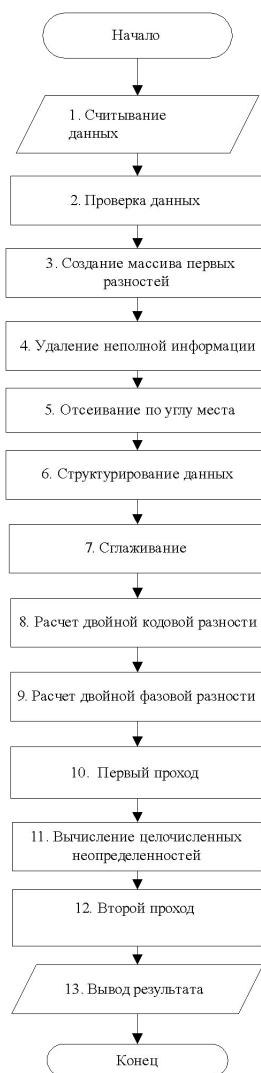 Начало
1. Считывание
данных
2. Проверка данных
3. Создание массива первых
разностей
4. Удаление неполной информации
5. Отсеивание по углу места
6. Структурирование данных
7. Сглаживание
8. Расчет двойной кодовой разности
9. Расчет двойной фазовой разности
10. Первый проход
11. Вычисление целочисленных
неопределенностей
12. Второй проход
13. Вывод результата
Конец